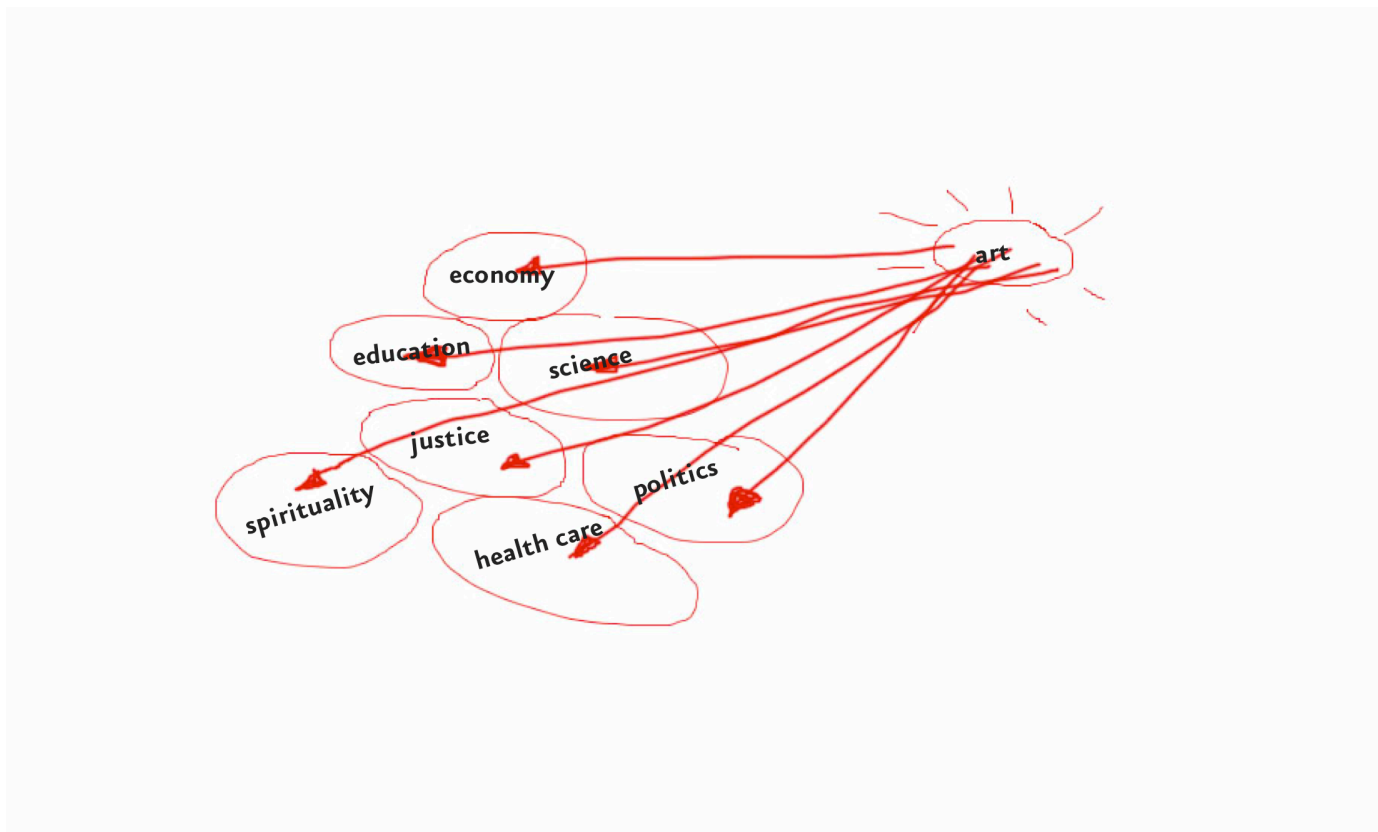 art
economy
education
science
justice
politics
spirituality
health care